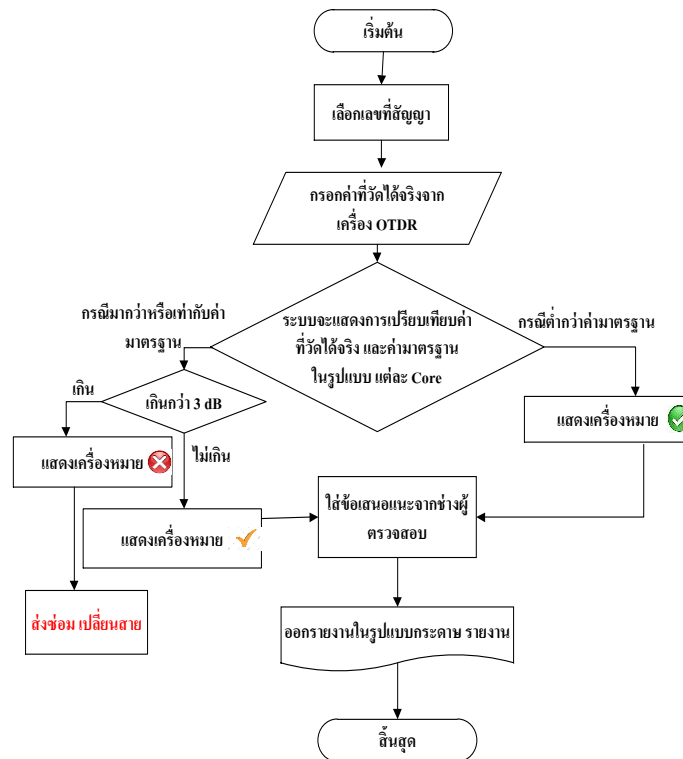 เริ่มต้น
เลือกเลขที่สัญญา
กรอกค่าที่วัดได้จริงจาก
เครื่อง OTDR
ระบบจะแสดงการเปรียบเทียบค่า
ที่วัดได้จริง และค่ามาตรฐาน
ในรูปแบบ แต่ละ Core
กรณีมากว่าหรือเท่ากับค่า
มาตรฐาน
กรณีต่ำกว่าค่ามาตรฐาน
เกิน
เกินกว่า 3 dB
ไม่เกิน
แสดงเครื่องหมาย
แสดงเครื่องหมาย
แสดงเครื่องหมาย
ใส่ข้อเสนอแนะจากช่างผู้
ตรวจสอบ
ส่งซ่อม เปลี่ยนสาย
ออกรายงานในรูปแบบกระดาษ รายงาน
สิ้นสุด